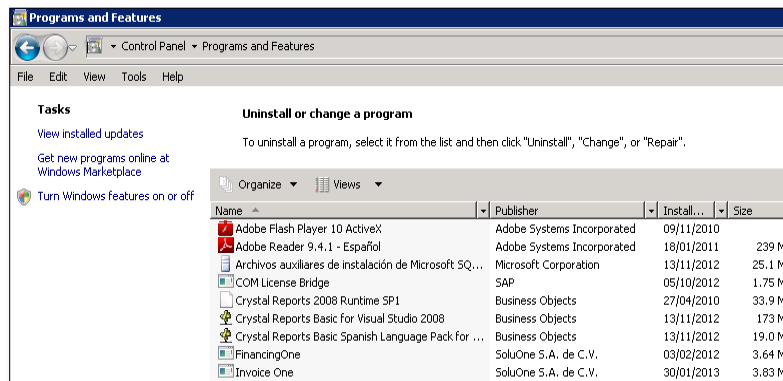 Programs and Features
Control Panel Programs and Features
File Edit View Tools Help
Tasks
View installed updates
Get new programs online at
Windows Marketplace
Turn Windows features on or off
Uninstall or change a program
To uninstall a program, select it from the list and then click "Uninstall", "Change", or "Repair".
Organize Views
Name Publisher Install... Size
Adobe Flash Player 10 ActiveX Adobe Systems Incorporated 09/11/2010
Adobe Reader 9.4.1 - Español Adobe Systems Incorporated 18/01/2011 239 M
Archivos auxiliares de instalación de Microsoft SQ... Microsoft Corporation 13/11/2012 25.1 M
COM License Bridge SAP 05/10/2012 1.75 M
Crystal Reports 2008 Runtime SP1 Business Objects 27/04/2010 33.9 M
Crystal Reports Basic for Visual Studio 2008 Business Objects 13/11/2012 173 M
Crystal Reports Basic Spanish Language Pack for ... Business Objects 13/11/2012 19.0 M
FinancingOne SoluOne S.A. de C.V. 03/02/2012 3.64 M
Invoice One SoluOne S.A. de C.V. 30/01/2013 3.83 M